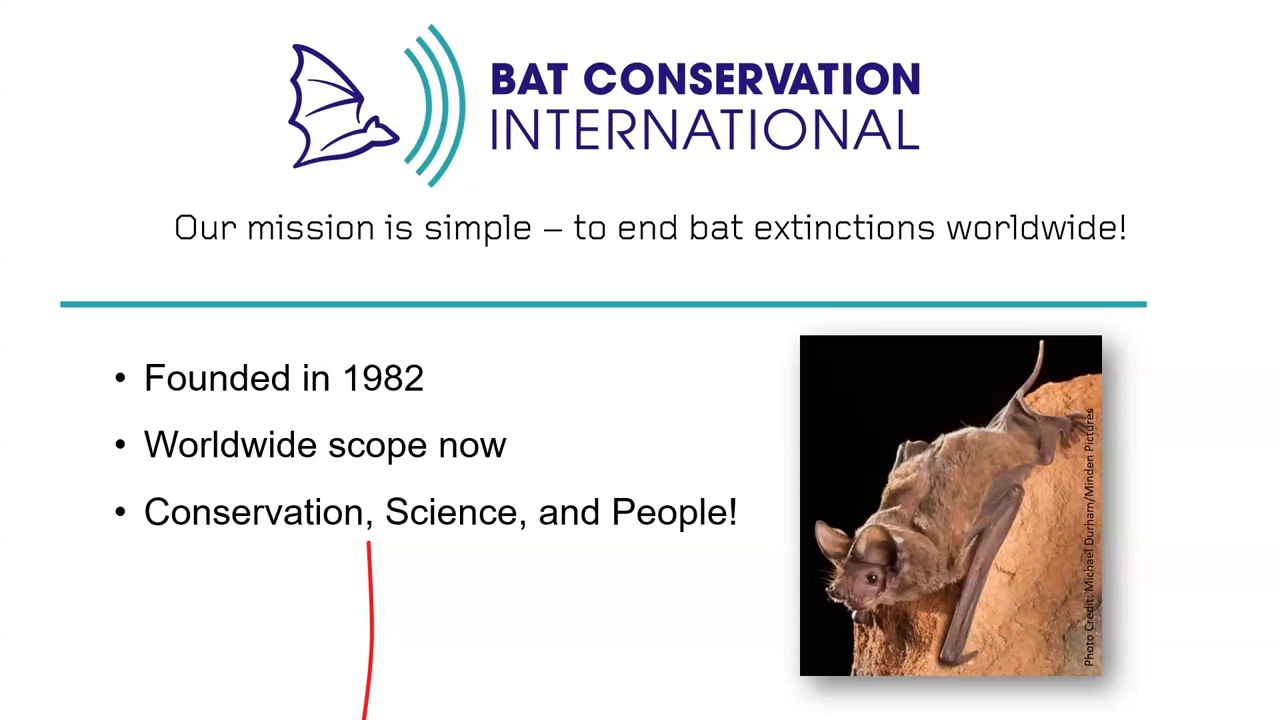 BAT CONSERVATION
INTERNATIONAL
Our mission is simple – to end bat extinctions worldwide!
• Founded in 1982
• Worldwide scope now
• Conservation, Science, and People!
Photo Credit: Michael Durham/Minden Pictures